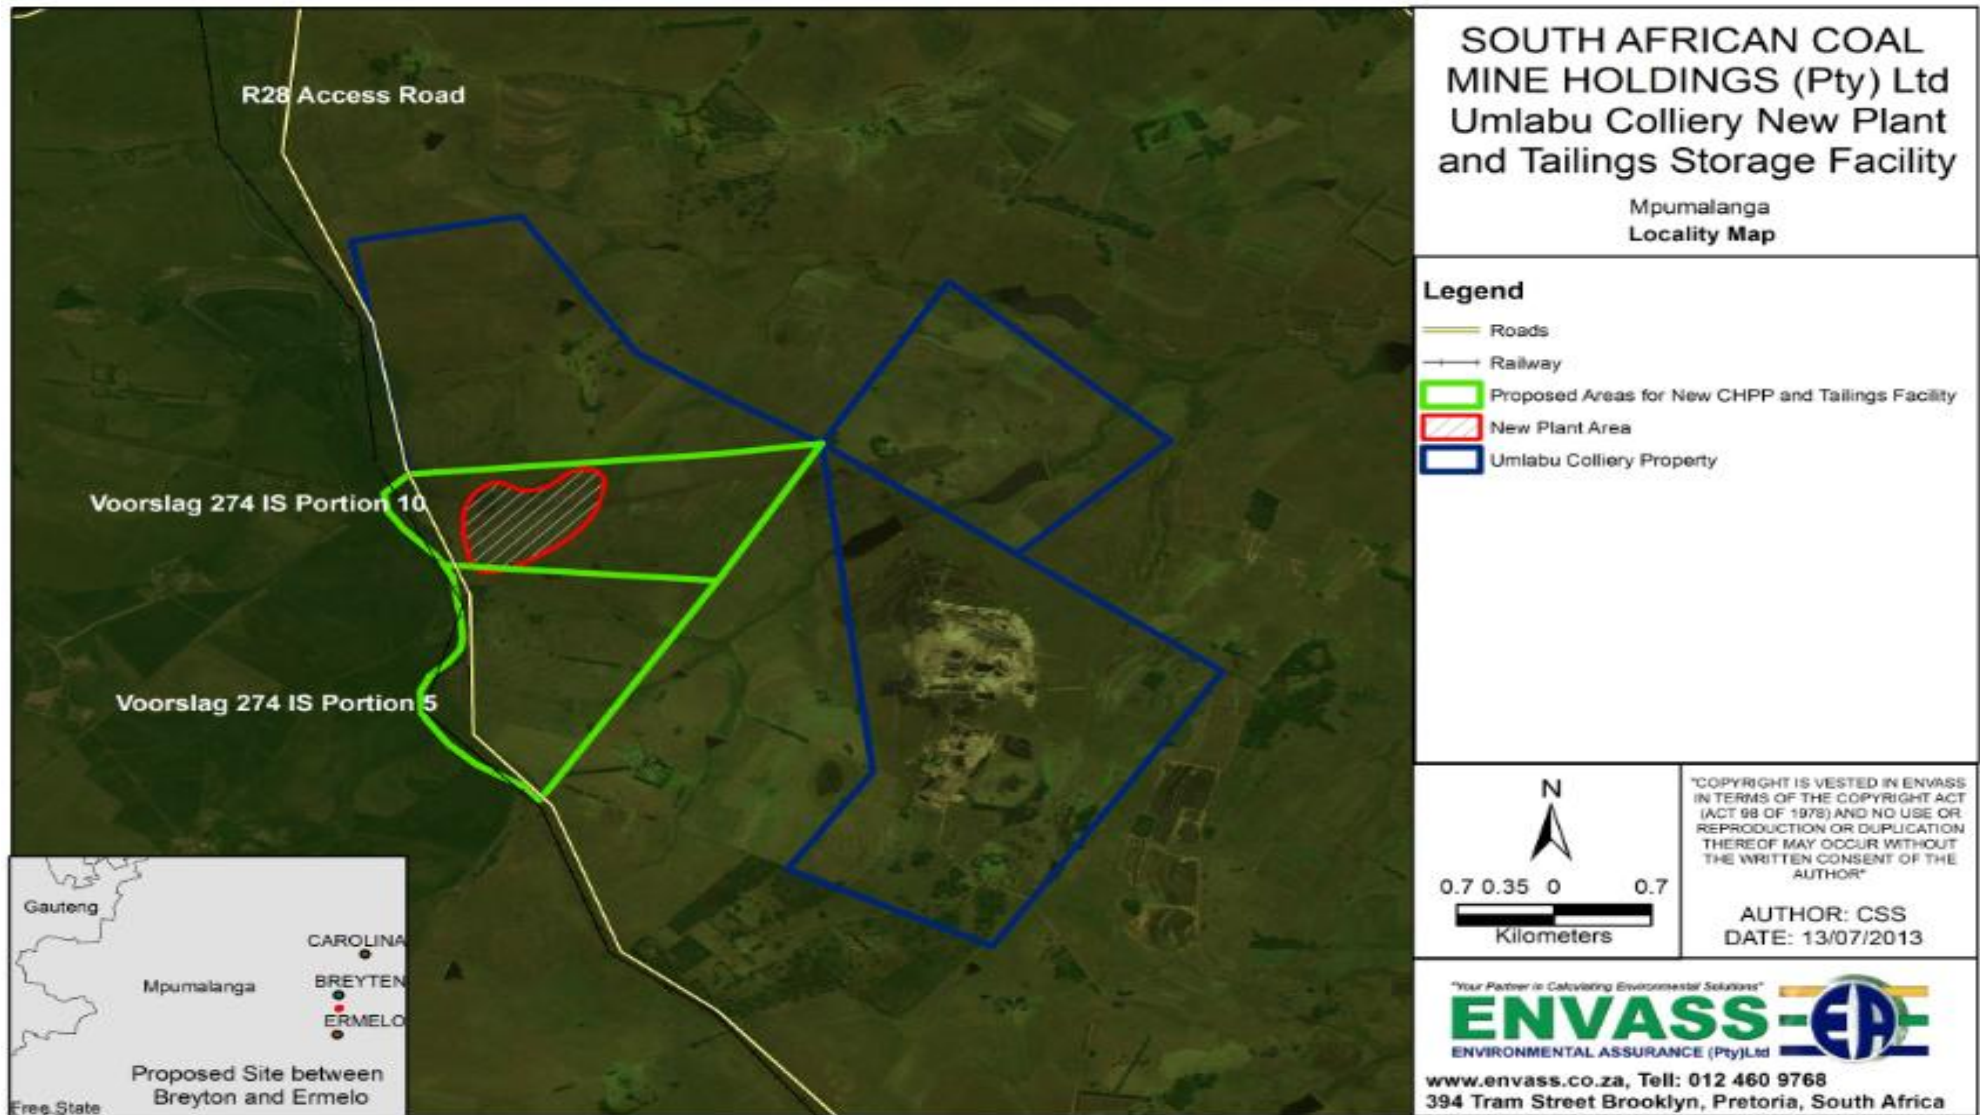 R28 Access Road
Voorslag 274 IS Portion 10
Voorslag 274 IS Portion 5
Gauteng
Mpumalanga
CAROLINA
BREYTEN
ERMELO
Proposed Site between
Breyton and Ermelo
Free State
SOUTH AFRICAN COAL
MINE HOLDINGS (Pty) Ltd
Umlabu Colliery New Plant
and Tailings Storage Facility
Mpumalanga
Locality Map
Legend
Roads
Railway
Proposed Areas for New CHPP and Tailings Facility
New Plant Area
Umlabu Colliery Property
N
0.7 0.35 0 0.7
Kilometers
"COPYRIGHT IS VESTED IN ENVASS
IN TERMS OF THE COPYRIGHT ACT
(ACT 98 OF 1978) AND NO USE OR
REPRODUCTION OR DUPLICATION
THEREOF MAY OCCUR WITHOUT
THE WRITTEN CONSENT OF THE
AUTHOR"
AUTHOR: CSS
DATE: 13/07/2013
"Your Partner in Calculating Environmental Solutions"
ENVASS
EA
ENVIRONMENTAL ASSURANCE (Pty)Ltd
www.envass.co.za, Tell: 012 460 9768
394 Tram Street Brooklyn, Pretoria, South Africa